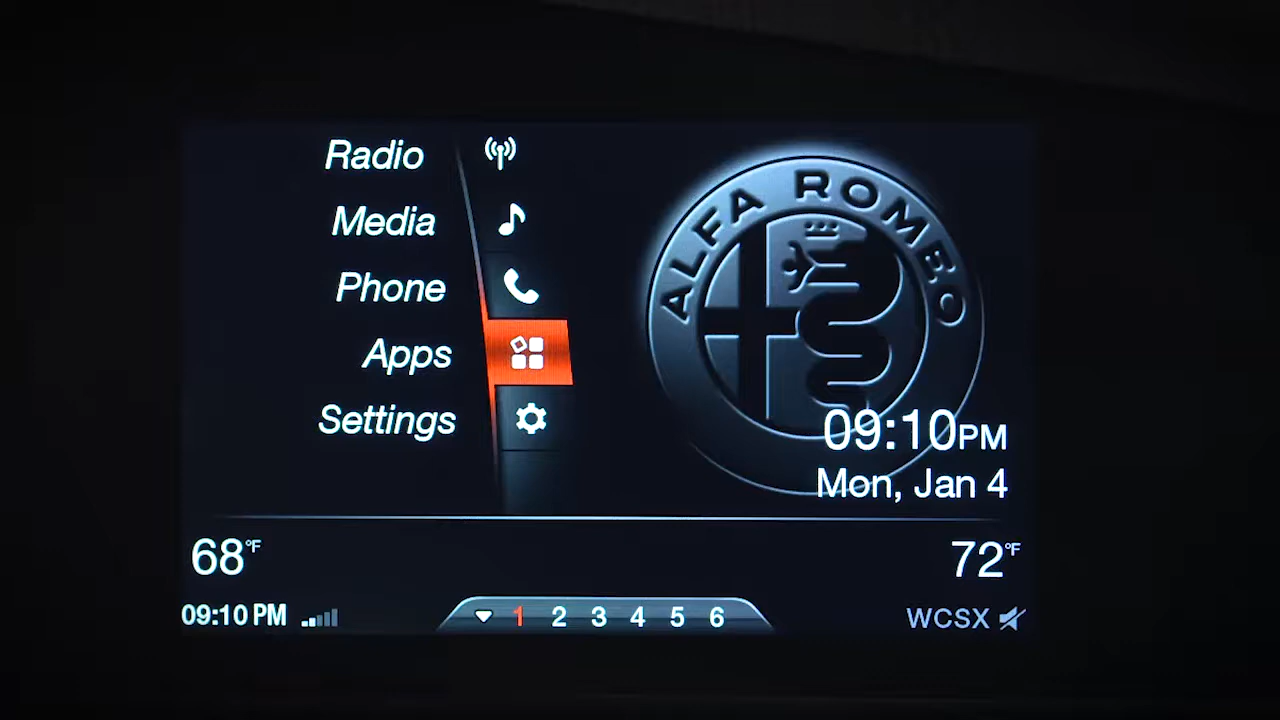 Radio
Media
Phone
Apps
Settings
ALFA ROMEO
09:10PM
Mon, Jan 4
68°F
72°F
09:10 PM
1 2 3 4 5 6
WCSX